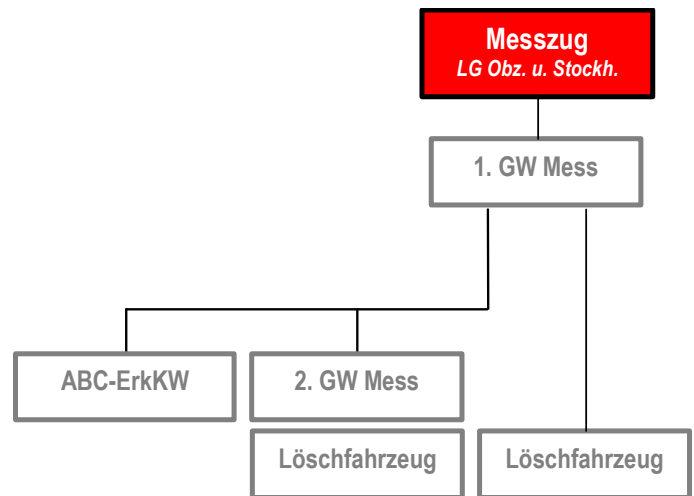 Messzug
LG Obz. u. Stockh.
1. GW Mess
ABC-ErkKW
2. GW Mess
Löschfahrzeug
Löschfahrzeug